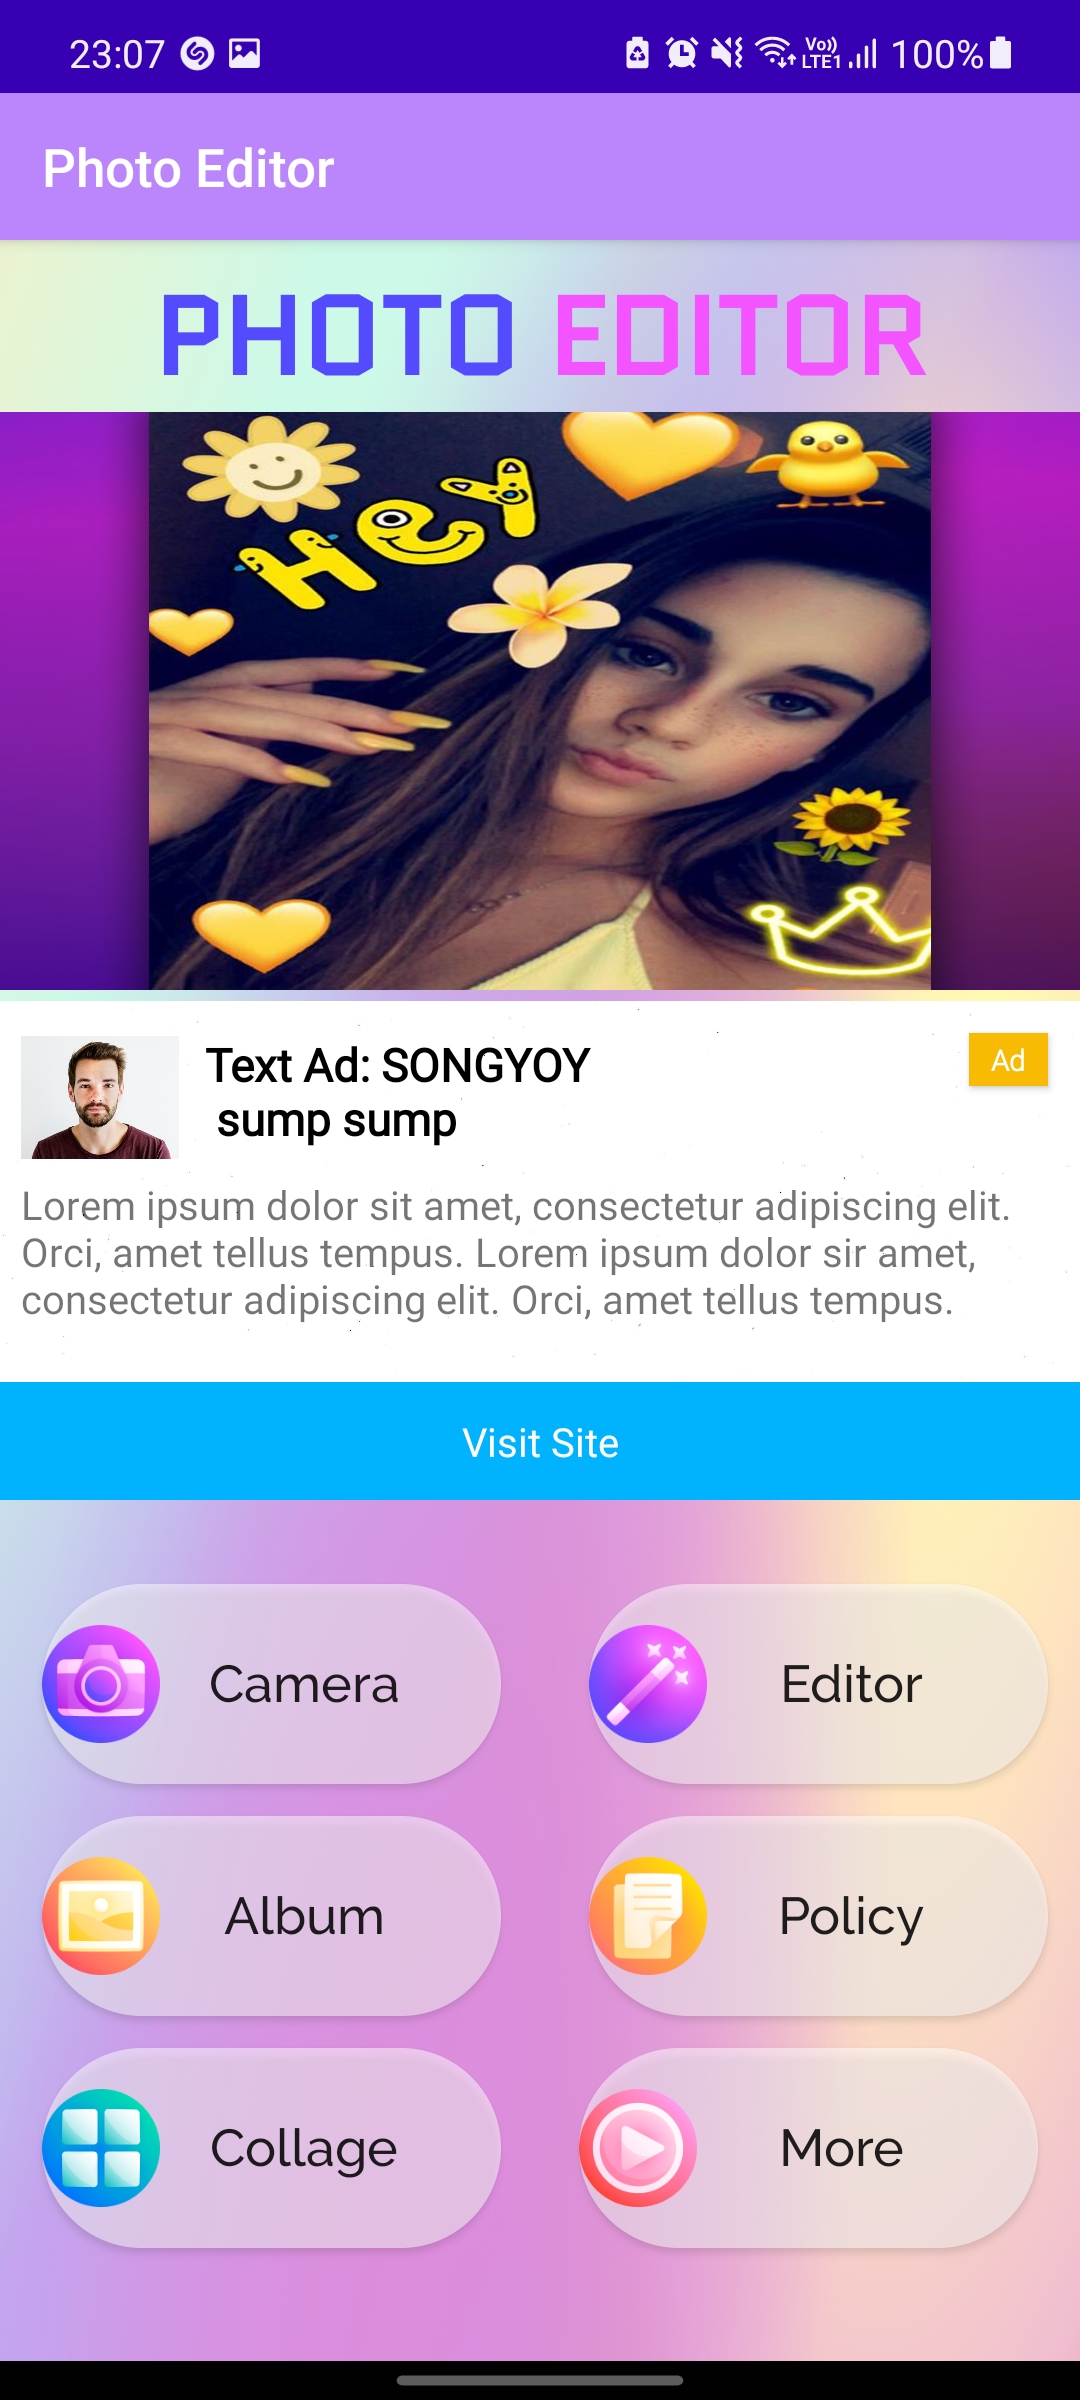 23:07
Vo))
LTE1
100%
Photo Editor
PHOTO EDITOR
Hey
Text Ad: SONGYOY
sump sump
Ad
Lorem ipsum dolor sit amet, consectetur adipiscing elit.
Orci, amet tellus tempus. Lorem ipsum dolor sir amet,
consectetur adipiscing elit. Orci, amet tellus tempus.
Visit Site
Camera
Editor
Album
Policy
Collage
More